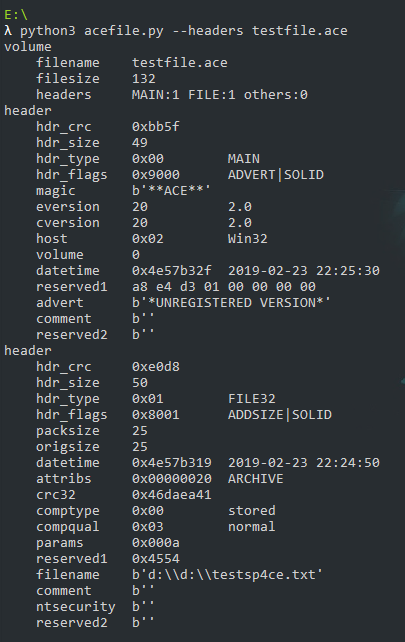 E:\
λ python3 acefile.py --headers testfile.ace
volume
    filename    testfile.ace
    filesize    132
    headers     MAIN:1 FILE:1 others:0
header
    hdr_crc     0xbb5f
    hdr_size    49
    hdr_type    0x00        MAIN
    hdr_flags   0x9000      ADVERT|SOLID
    magic       b'**ACE**'
    eversion    20          2.0
    cversion    20          2.0
    host        0x02        Win32
    volume      0
    datetime    0x4e57b32f  2019-02-23 22:25:30
    reserved1   a8 e4 d3 01 00 00 00 00
    advert      b'*UNREGISTERED VERSION*'
    comment     b''
    reserved2   b''
header
    hdr_crc     0xe0d8
    hdr_size    50
    hdr_type    0x01        FILE32
    hdr_flags   0x8001      ADDSIZE|SOLID
    packsize    25
    origsize    25
    datetime    0x4e57b319  2019-02-23 22:24:50
    attribs     0x00000020  ARCHIVE
    crc32       0x46daea41
    comptype    0x00        stored
    compqual    0x03        normal
    params      0x000a
    reserved1   0x4554
    filename    b'd:\\d:\\testsp4ce.txt'
    comment     b''
    ntsecurity  b''
    reserved2   b''